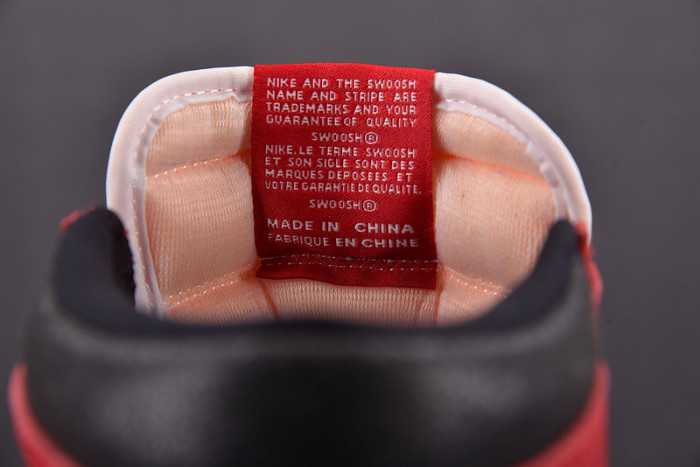 NIKE AND THE SWOOSH
NAME AND STRIPE ARE
TRADEMARKS AND YOUR
GUARANTEE OF QUALITY
SWOOSH®
NIKE, LE TERME SWOOSH
ET SON SIGLE SONT DES
MARQUES DEPOSEES ET
VOTRE GARANTIE DE QUALITE.
SWOOSH®
MADE IN CHINA
FABRIQUE EN CHINE